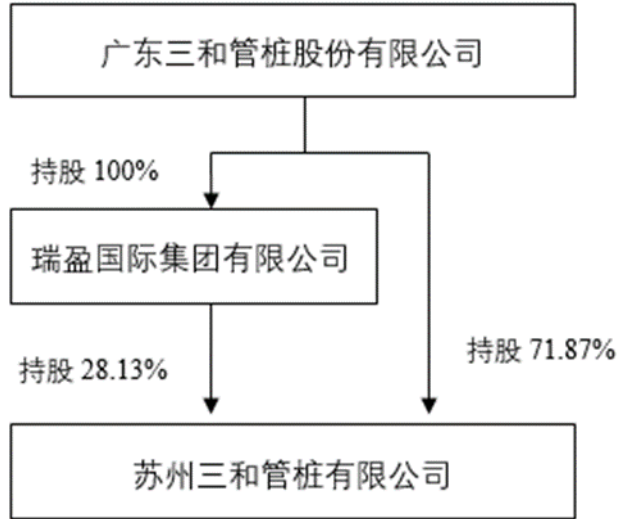 广东三和管桩股份有限公司
持股 100%
瑞盈国际集团有限公司
持股 28.13%
持股 71.87%
苏州三和管桩有限公司